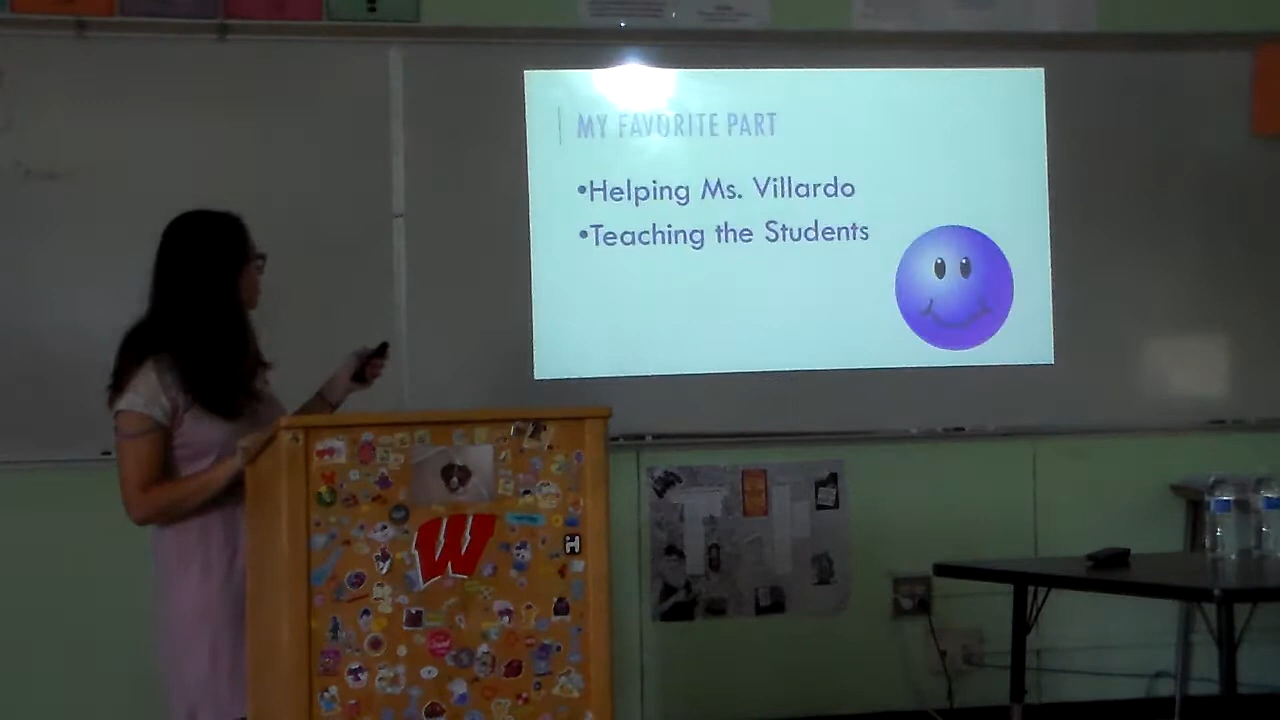 MY FAVORITE PART
•Helping Ms. Villardo
•Teaching the Students
W
H